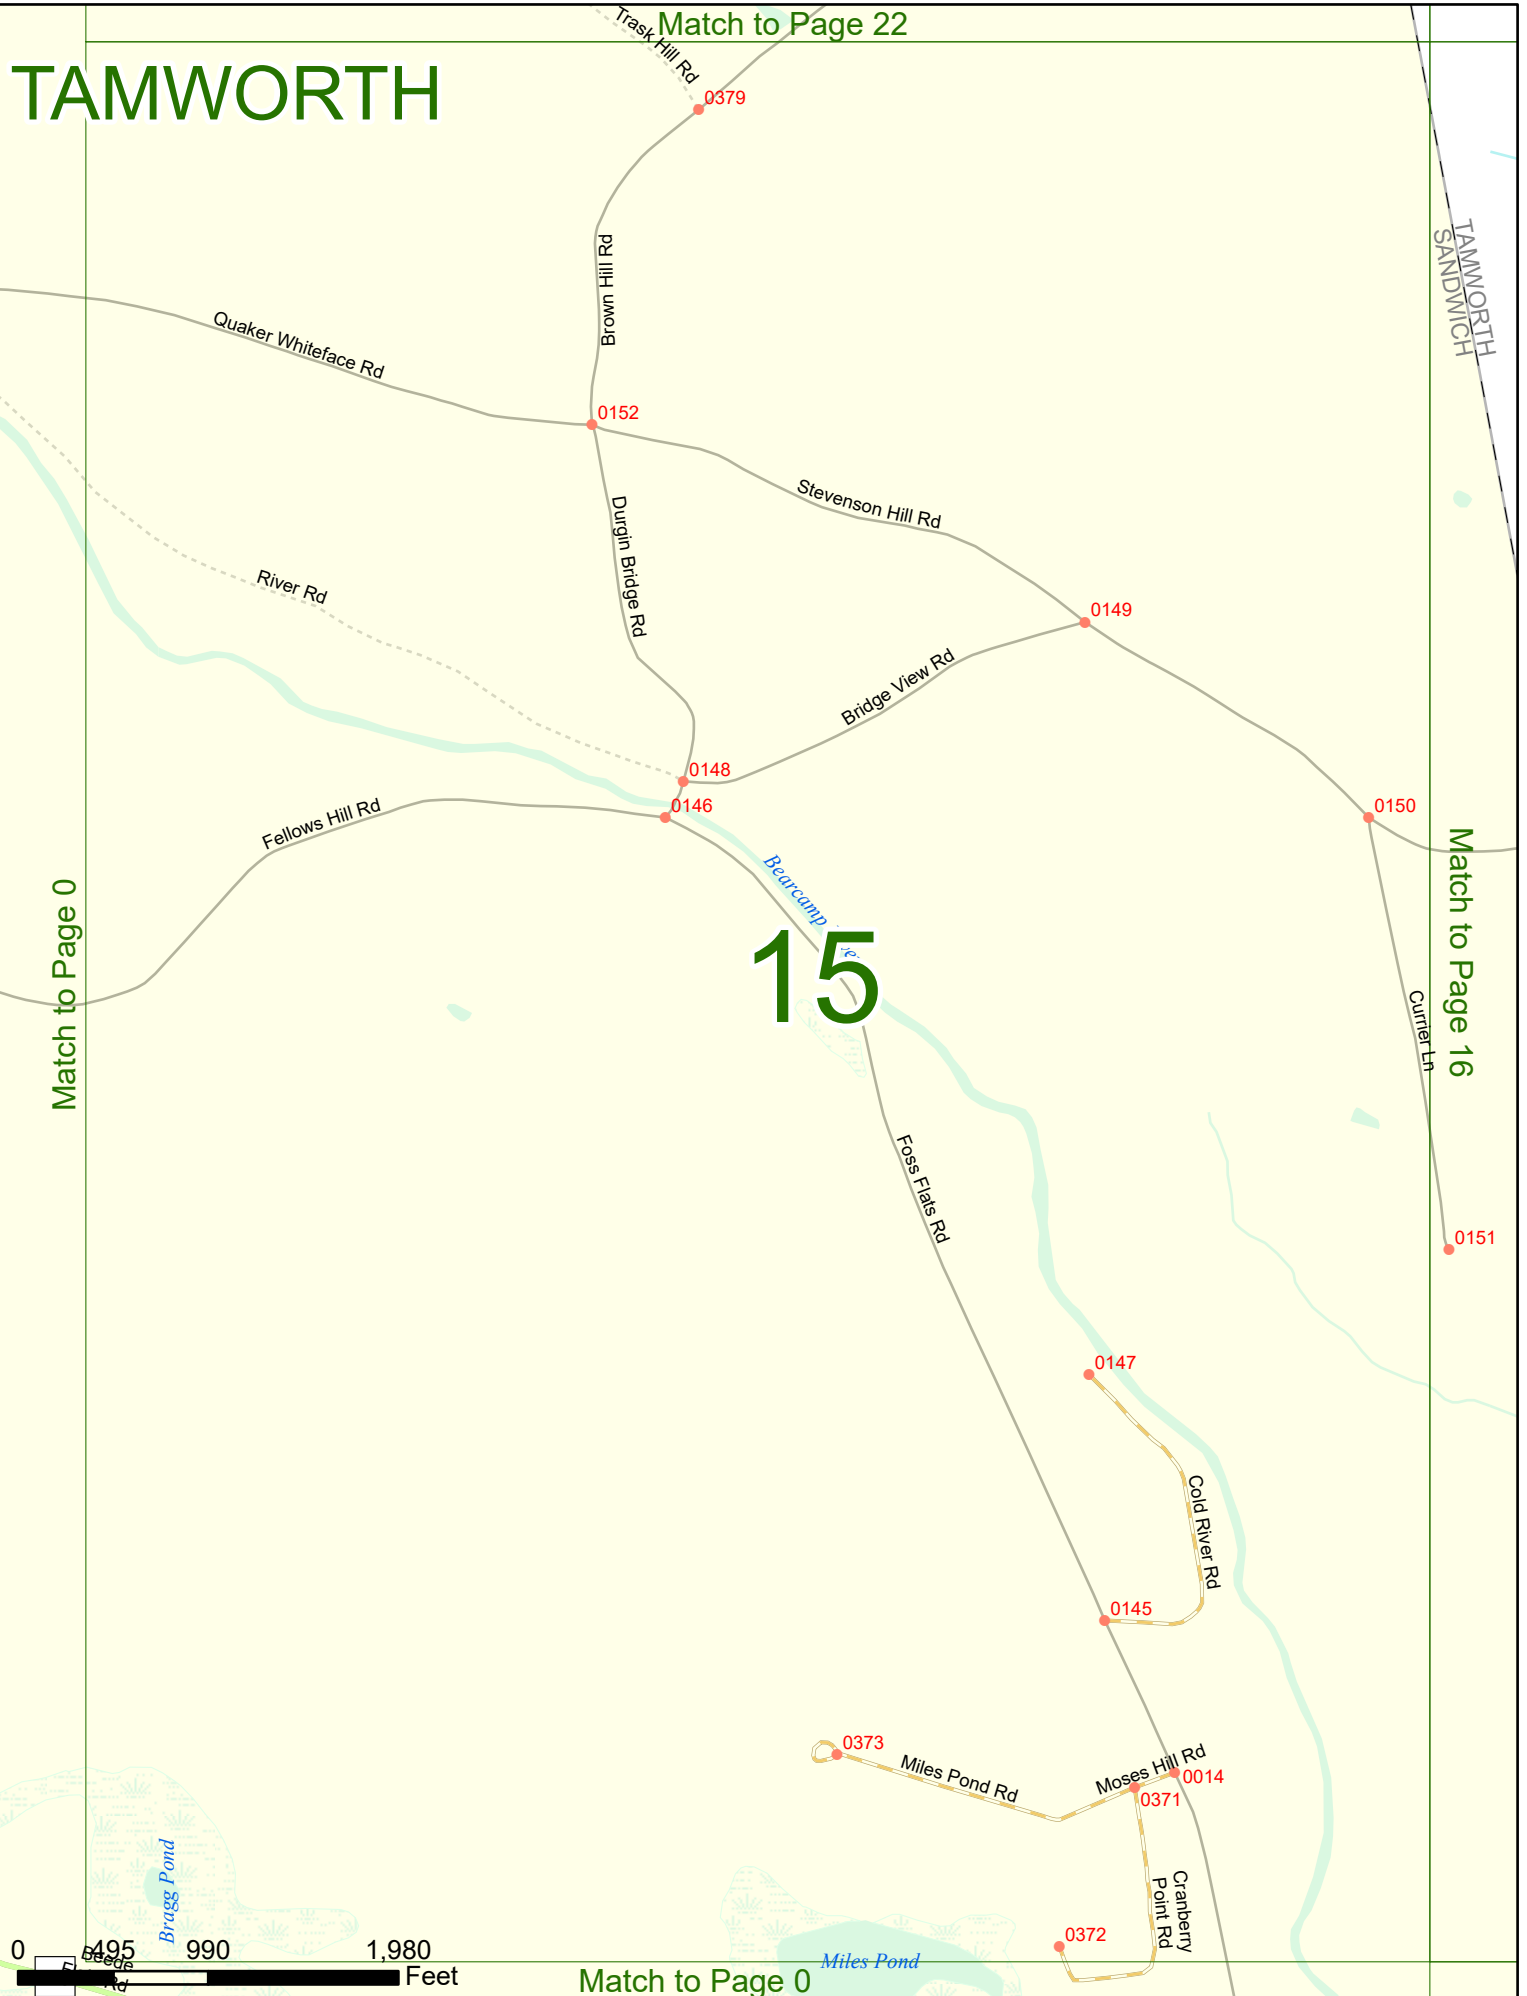 Match to Page 22
TAMWORTH
Trask Hill Rd
0379
TAMWORTH
SANDWICH
Brown Hill Rd
Quaker Whiteface Rd
0152
Stevenson Hill Rd
Durgin Bridge Rd
River Rd
0149
Bridge View Rd
0148
0146
0150
Fellows Hill Rd
Match to Page 0
Match to Page 16
Bearcamp
15
Currier Ln
Foss Flats Rd
0151
0147
Cold River Rd
0145
0373
Miles Pond Rd
Moses Hill Rd
0014
0371
Cranberry
Point Rd
Bragg Pond
0372
Miles Pond
0 495 990 1,980
Feet
Beede
Rd
Match to Page 0